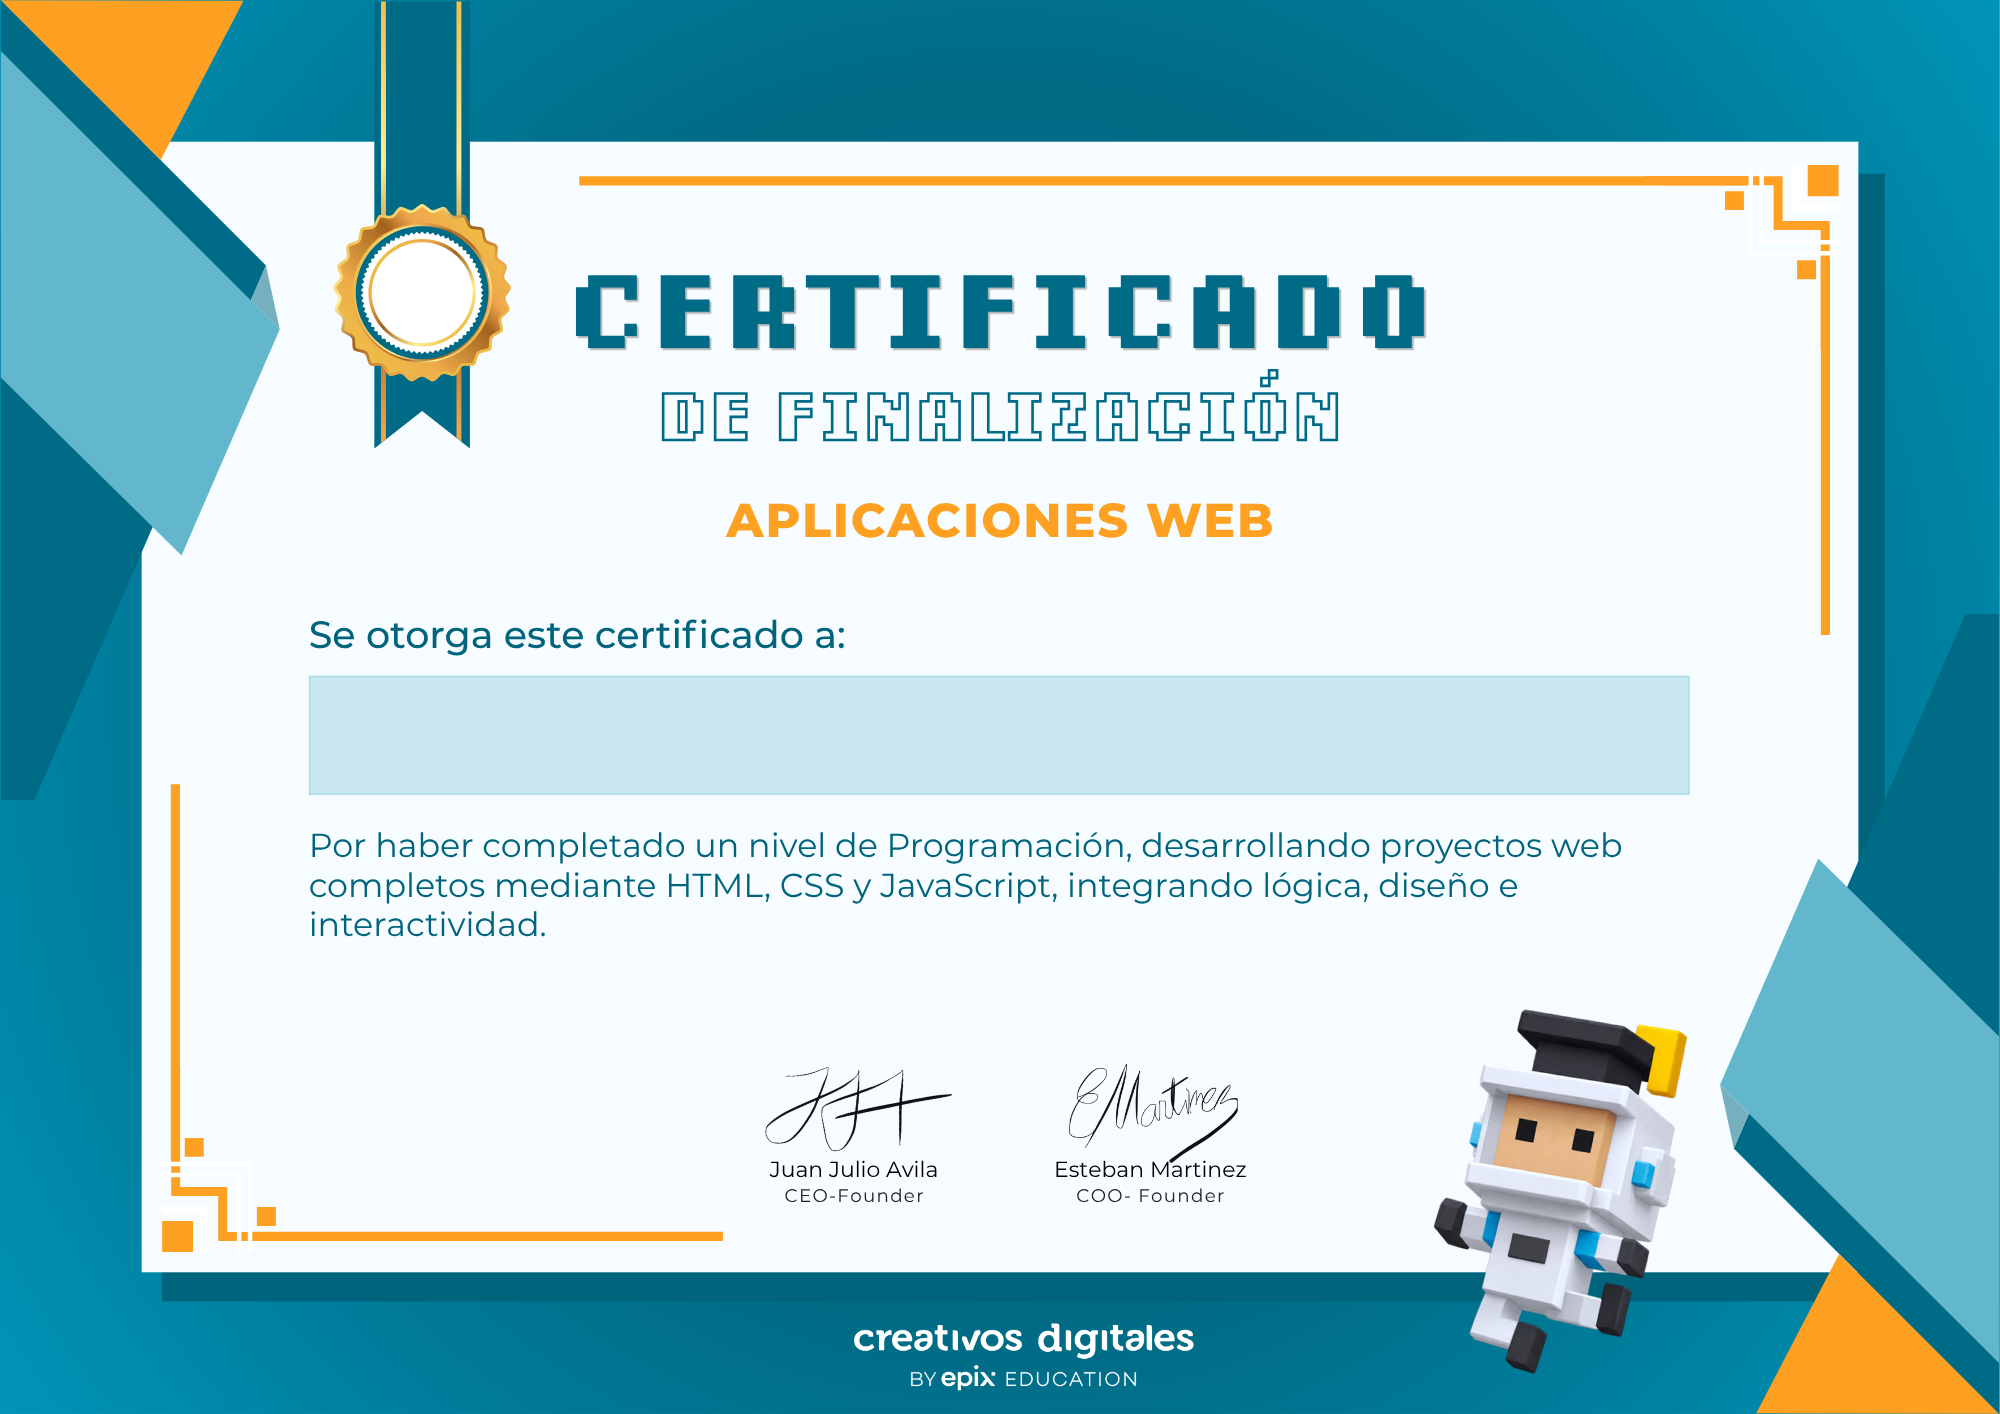 CERTIFICADO
DE FINALIZACIÓN
APLICACIONES WEB
Se otorga este certificado a:
Por haber completado un nivel de Programación, desarrollando proyectos web
completos mediante HTML, CSS y JavaScript, integrando lógica, diseño e
interactividad.
EMartinez
Juan Julio Avila
CEO-Founder
Esteban Martinez
COO- Founder
creativos digitales
BY epix EDUCATION